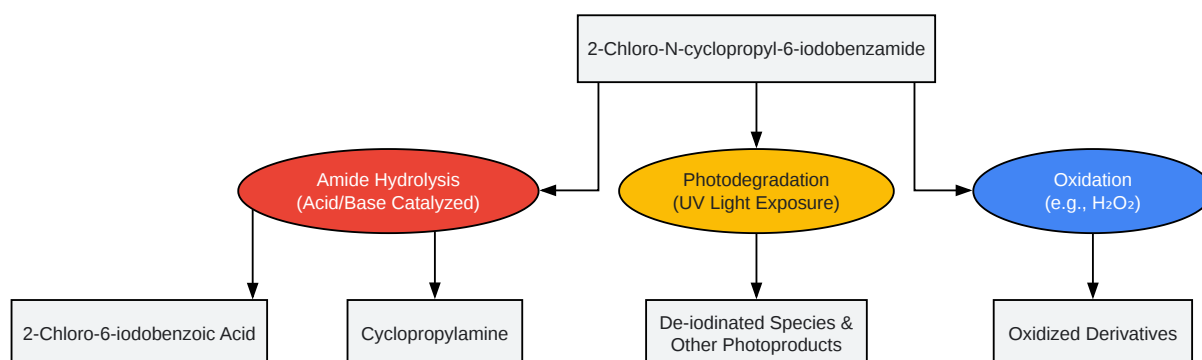 2-Chloro-N-cyclopropyl-6-iodobenzamide
Amide Hydrolysis
(Acid/Base Catalyzed)
Photodegradation
(UV Light Exposure)
Oxidation
(e.g., H₂O₂)
2-Chloro-6-iodobenzoic Acid
Cyclopropylamine
De-iodinated Species &
Other Photoproducts
Oxidized Derivatives